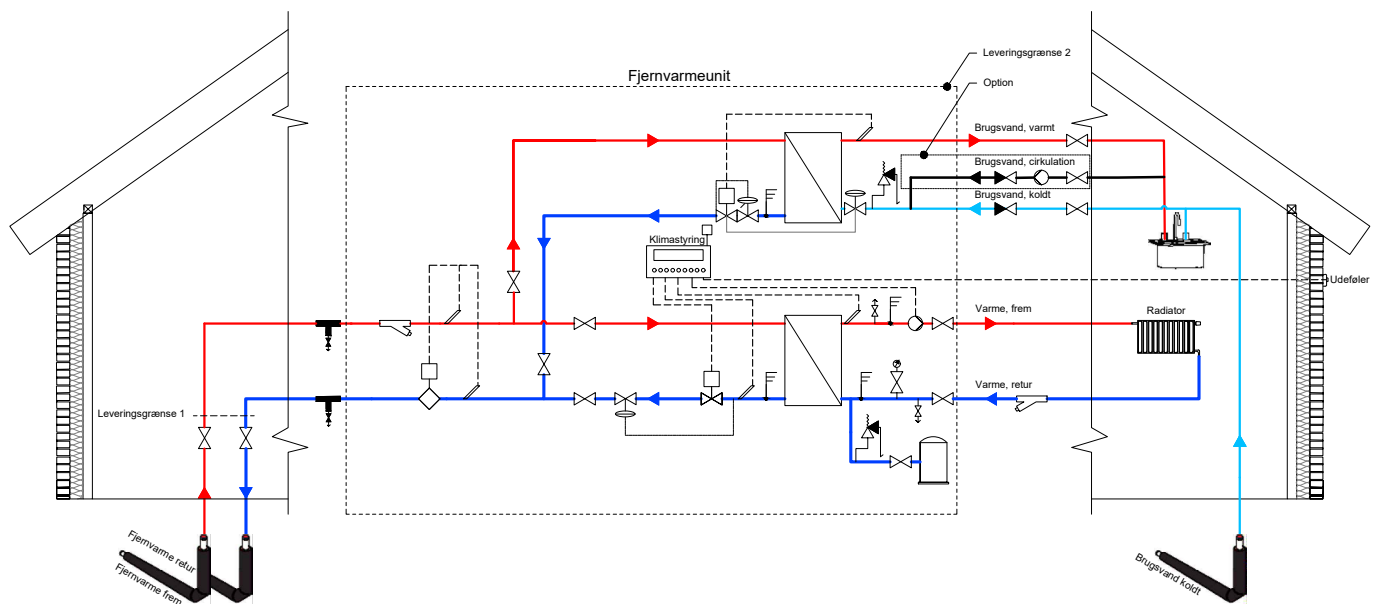 Leveringsgrænse 2
Fjernvarmeunit
Option
Brugsvand, varmt
Brugsvand, cirkulation
Brugsvand, koldt
Klimastyring
Udeføler
Varme, frem
Radiator
Varme, retur
Leveringsgrænse 1
Fjernvarme retur
Fjernvarme frem
Brugsvand koldt